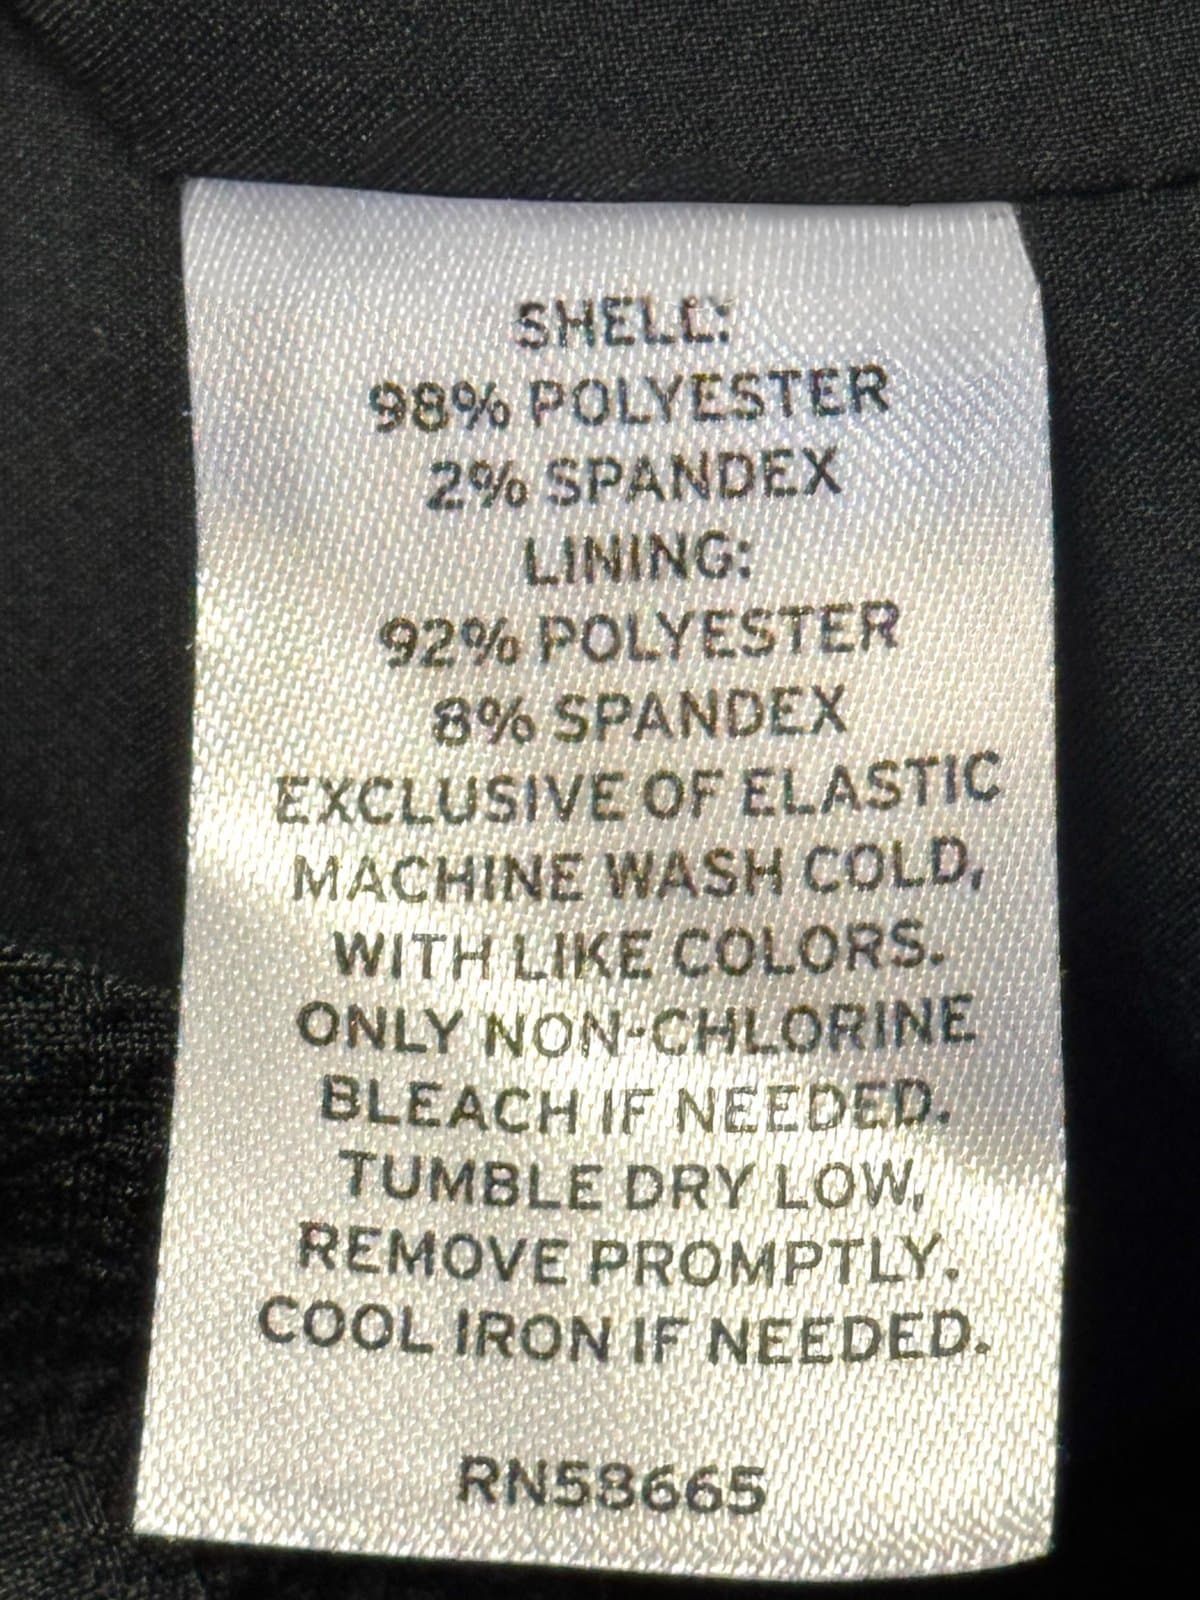 SHELL:
98% POLYESTER
2% SPANDEX
LINING:
92% POLYESTER
8% SPANDEX
EXCLUSIVE OF ELASTIC
MACHINE WASH COLD,
WITH LIKE COLORS.
ONLY NON-CHLORINE
BLEACH IF NEEDED.
TUMBLE DRY LOW,
REMOVE PROMPTLY.
COOL IRON IF NEEDED.
RN58665